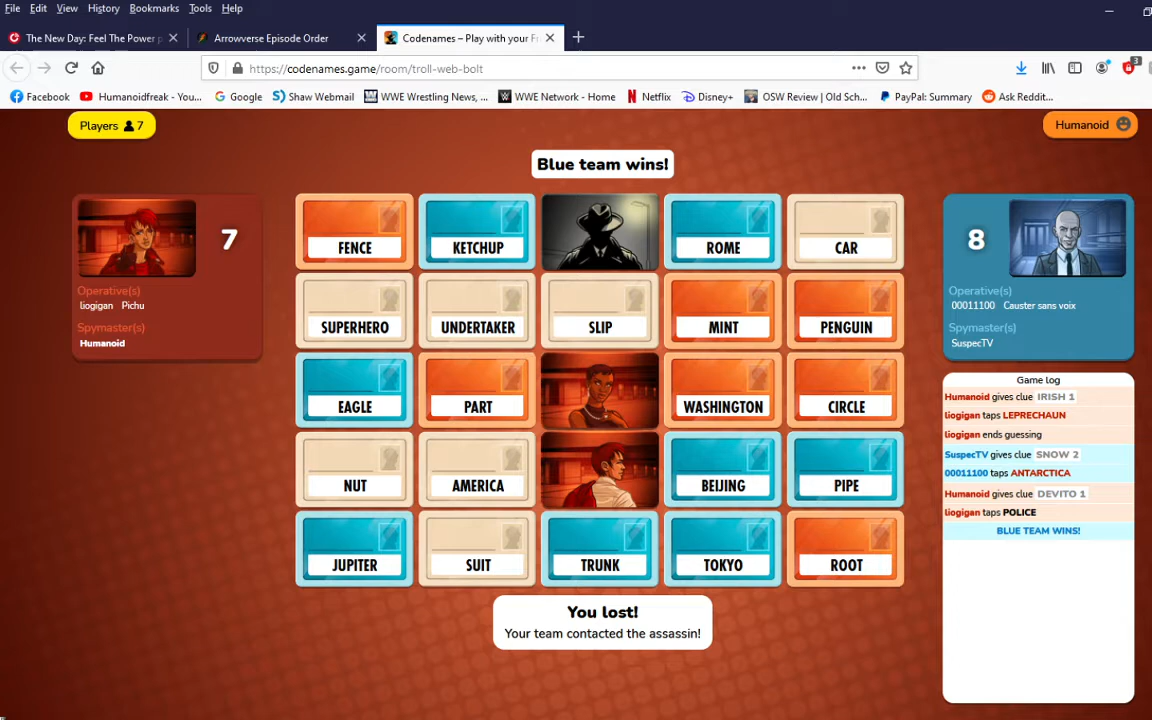 File Edit View History Bookmarks Tools Help
The New Day: Feel The Power p
Arrowverse Episode Order
Codenames – Play with your Fr
https://codenames.game/room/troll-web-bolt
3
Facebook
Humanoidfreak - You...
Google
Shaw Webmail
WWE Wrestling News, ...
WWE Network - Home
Netflix
Disney+
OSW Review | Old Sch...
PayPal: Summary
Ask Reddit...
Players 7
Humanoid
Blue team wins!
7
Operative(s)
liogigan Pichu
Spymaster(s)
Humanoid
FENCE KETCHUP ROME CAR
SUPERHERO UNDERTAKER SLIP MINT PENGUIN
EAGLE PART WASHINGTON CIRCLE
NUT AMERICA BEIJING PIPE
JUPITER SUIT TRUNK TOKYO ROOT
8
Operative(s)
00011100 Causter sans voix
Spymaster(s)
SuspecTV
Game log
Humanoid gives clue IRISH 1
liogigan taps LEPRECHAUN
liogigan ends guessing
SuspecTV gives clue SNOW 2
00011100 taps ANTARCTICA
Humanoid gives clue DEVITO 1
liogigan taps POLICE
BLUE TEAM WINS!
You lost!
Your team contacted the assassin!